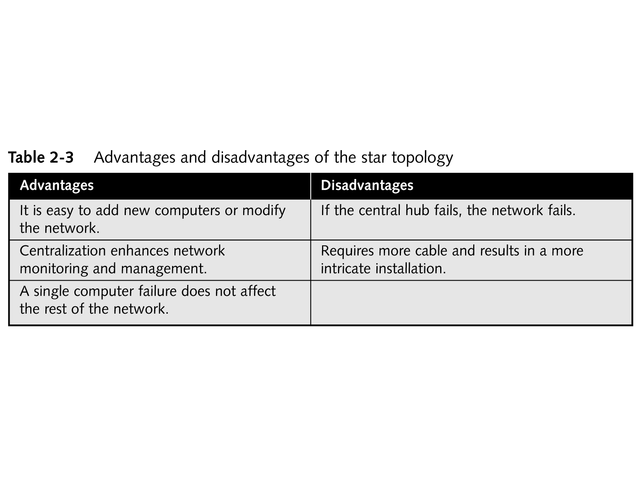 Table 2-3 Advantages and disadvantages of the star topology
Advantages Disadvantages
It is easy to add new computers or modify
the network.
If the central hub fails, the network fails.
Centralization enhances network
monitoring and management.
Requires more cable and results in a more
intricate installation.
A single computer failure does not affect
the rest of the network.